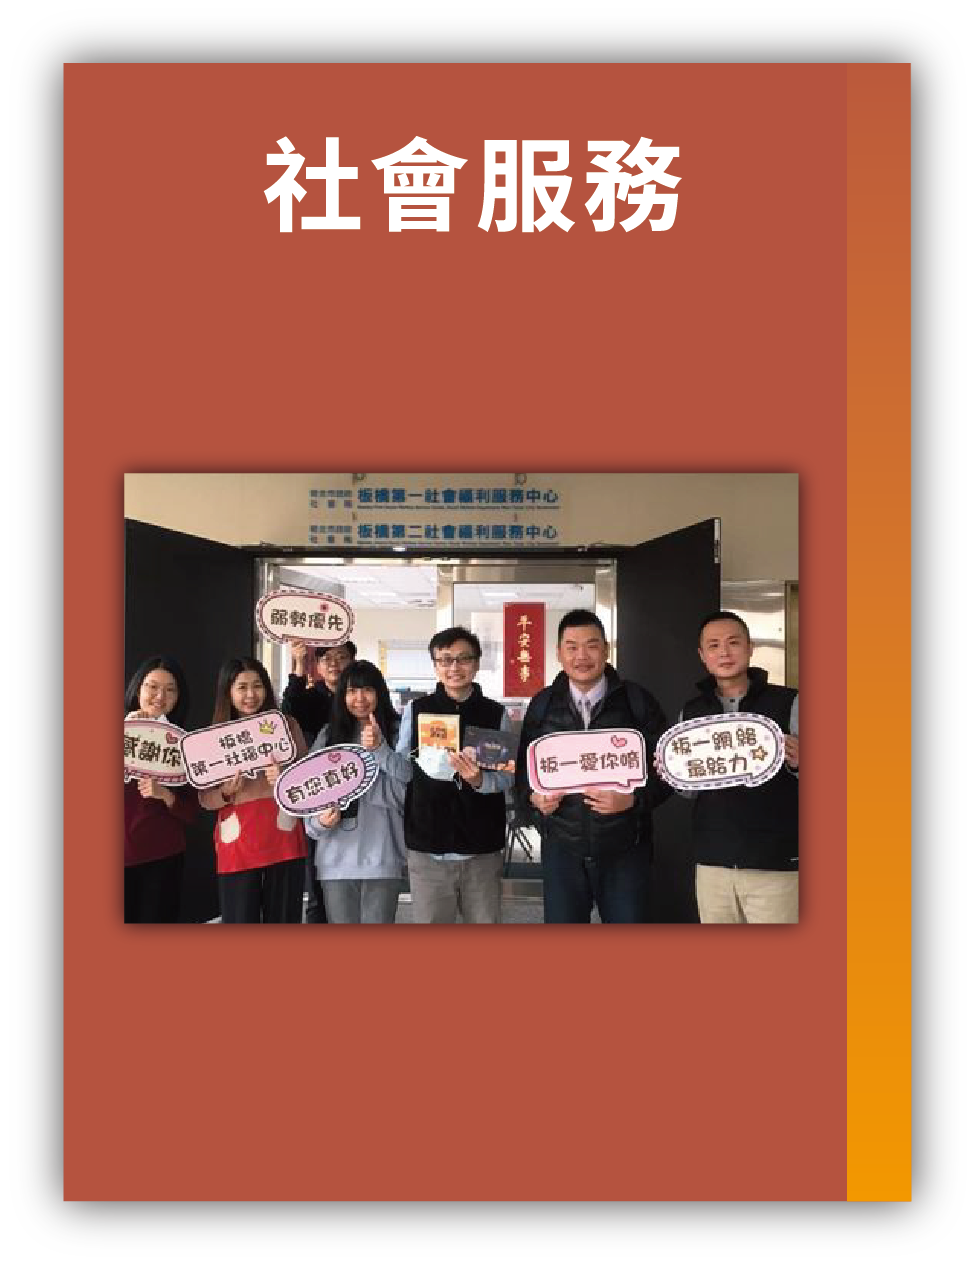 社會服務
新北市政府 板橋第一社會福利服務中心
社會局
新北市政府 板橋第二社會福利服務中心
社會局
弱勢優先
平安無事
感謝你
板橋
第一社福中心
有您真好
板一愛你唷
板一網絡
最給力